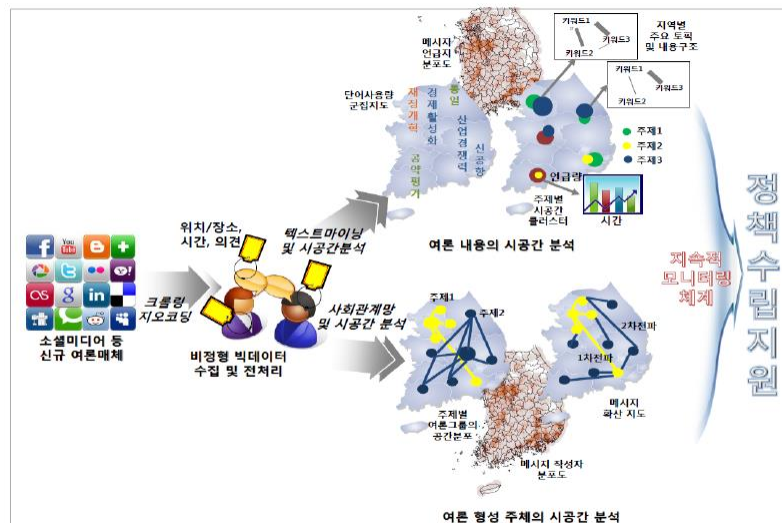 메시지
언급지
분포도
키워드1
키워드3
키워드2
지역별
주요 토픽
및 내용구조
키워드1
키워드3
키워드2
단어사용량
군집지도
재정개혁
경제활성화
통일
산업경쟁력
신공항
공약평가
주제1
주제2
주제3
언급량
주제별
시공간
클러스터
시간
여론 내용의 시공간 분석
위치/장소,
시간, 의견
텍스트마이닝
및 시공간분석
크롤링
지오코딩
사회관계망
및 시공간 분석
You
Tube
소셜미디어 등
신규 여론매체
비정형 빅데이터
수집 및 전처리
주제1
주제2
주제별
여론그룹의
공간분포
2차전파
1차전파
메시지
확산 지도
메시지 작성자
분포도
여론 형성 주체의 시공간 분석
지속적
모니터링
체계
정책수립지원